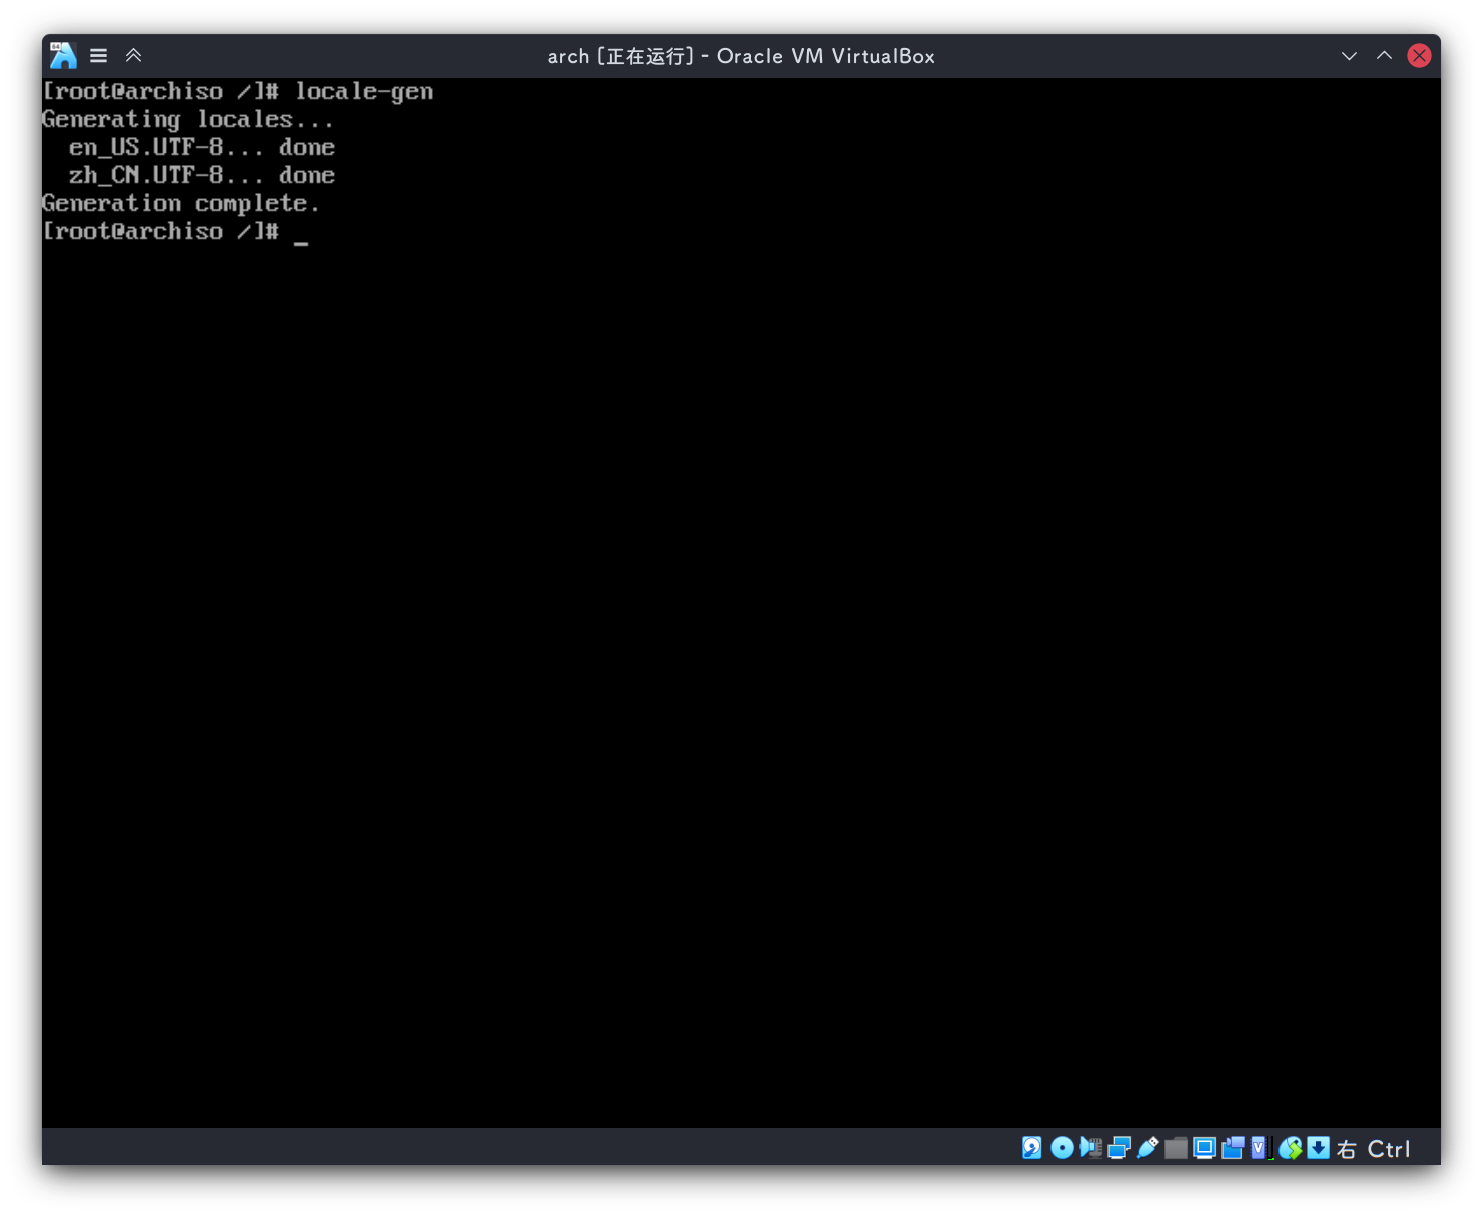 64
arch [正在运行] - Oracle VM VirtualBox
[root@archiso /]# locale-gen
Generating locales...
  en_US.UTF-8... done
  zh_CN.UTF-8... done
Generation complete.
[root@archiso /]# _
V
右 Ctrl